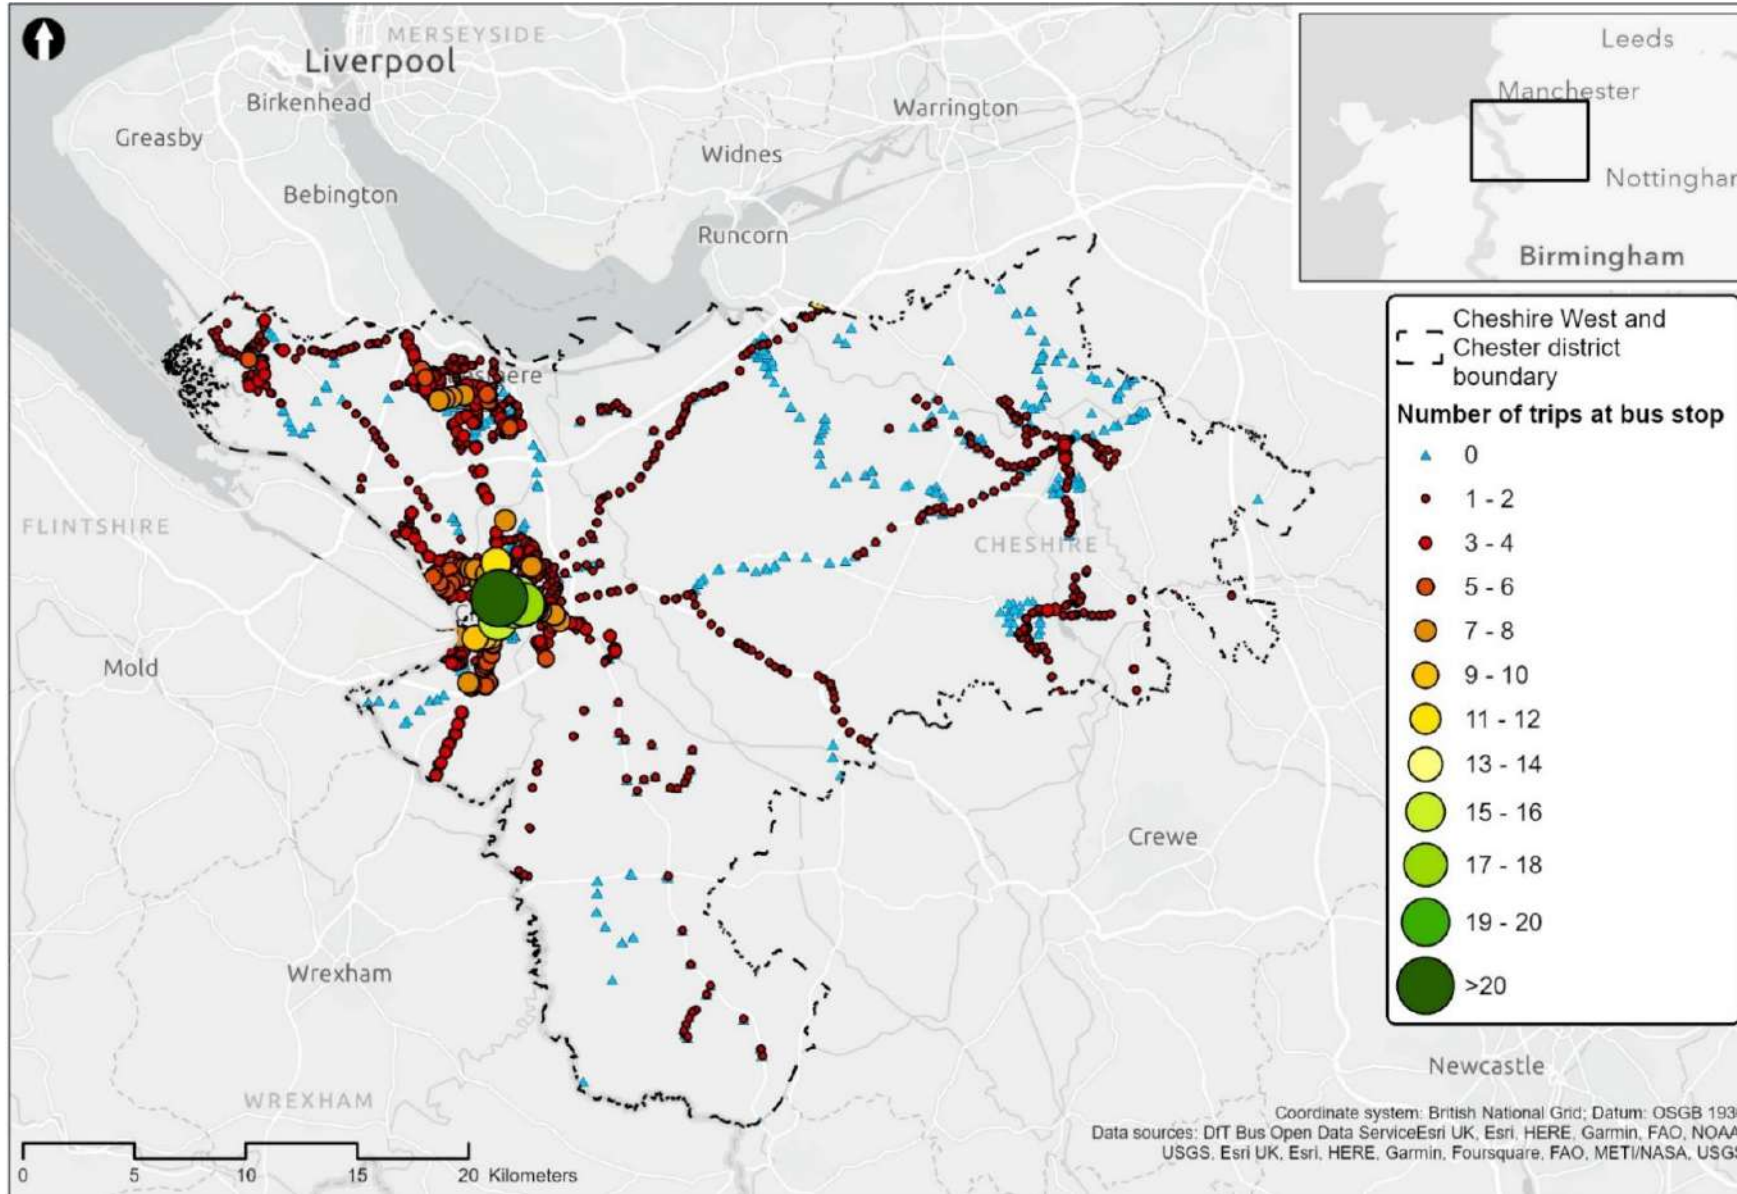 MERSEYSIDE
Liverpool
Birkenhead
Greasby
Bebington
Warrington
Widnes
Runcorn
FLINTSHIRE
CHESHIRE
Mold
Crewe
Wrexham
WREXHAM
Newcastle
Leeds
Manchester
Nottinghar
Birmingham
Cheshire West and
Chester district
boundary
Number of trips at bus stop
0
1 - 2
3 - 4
5 - 6
7 - 8
9 - 10
11 - 12
13 - 14
15 - 16
17 - 18
19 - 20
>20
0 5 10 15 20 Kilometers
Coordinate system: British National Grid; Datum: OSGB 193
Data sources: DfT Bus Open Data ServiceEsri UK, Esri, HERE, Garmin, FAO, NOAA
USGS, Esri UK, Esri, HERE, Garmin, Foursquare, FAO, METI/NASA, USGS